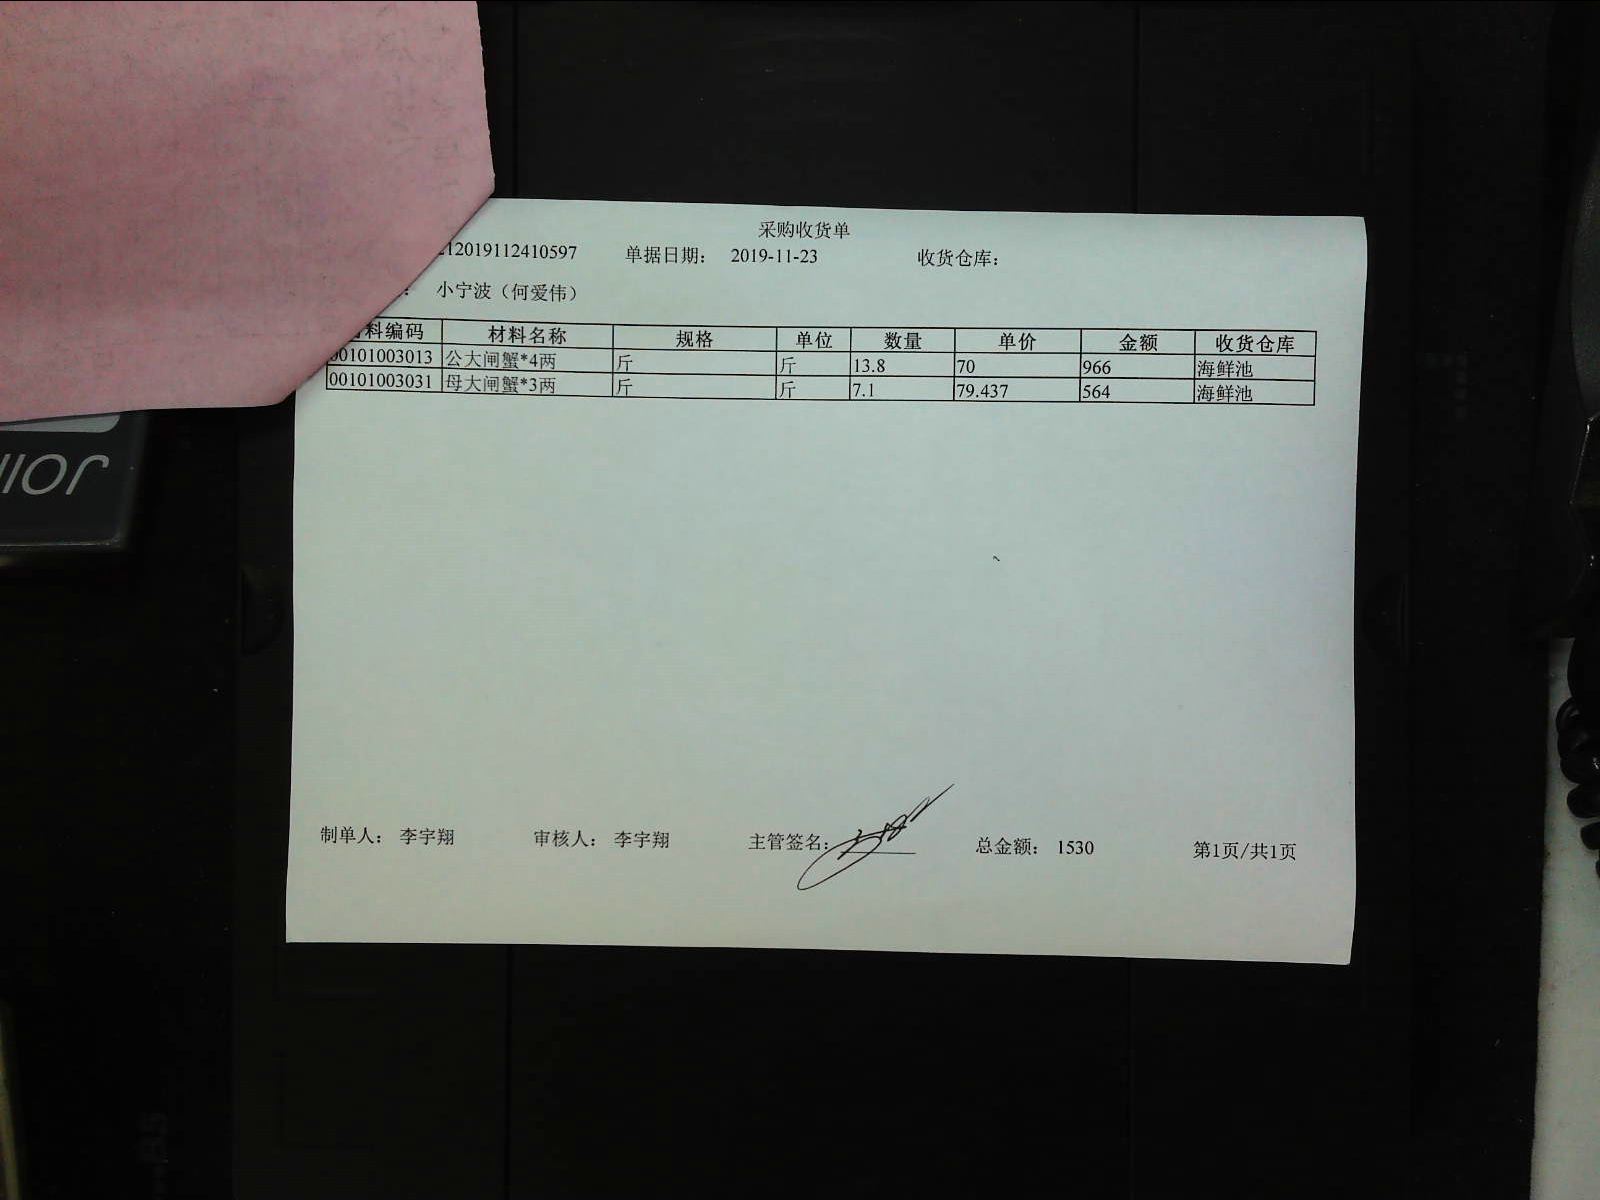 采购收货单
12019112410597 单据日期： 2019-11-23 收货仓库：
： 小宁波（何爱伟）
料编码 材料名称 规格 单位 数量 单价 金额 收货仓库
00101003013 公大闸蟹*4两 斤 斤 13.8 70 966 海鲜池
00101003031 母大闸蟹*3两 斤 斤 7.1 79.437 564 海鲜池
制单人： 李宇翔 审核人： 李宇翔 主管签名： 总金额： 1530 第1页/共1页